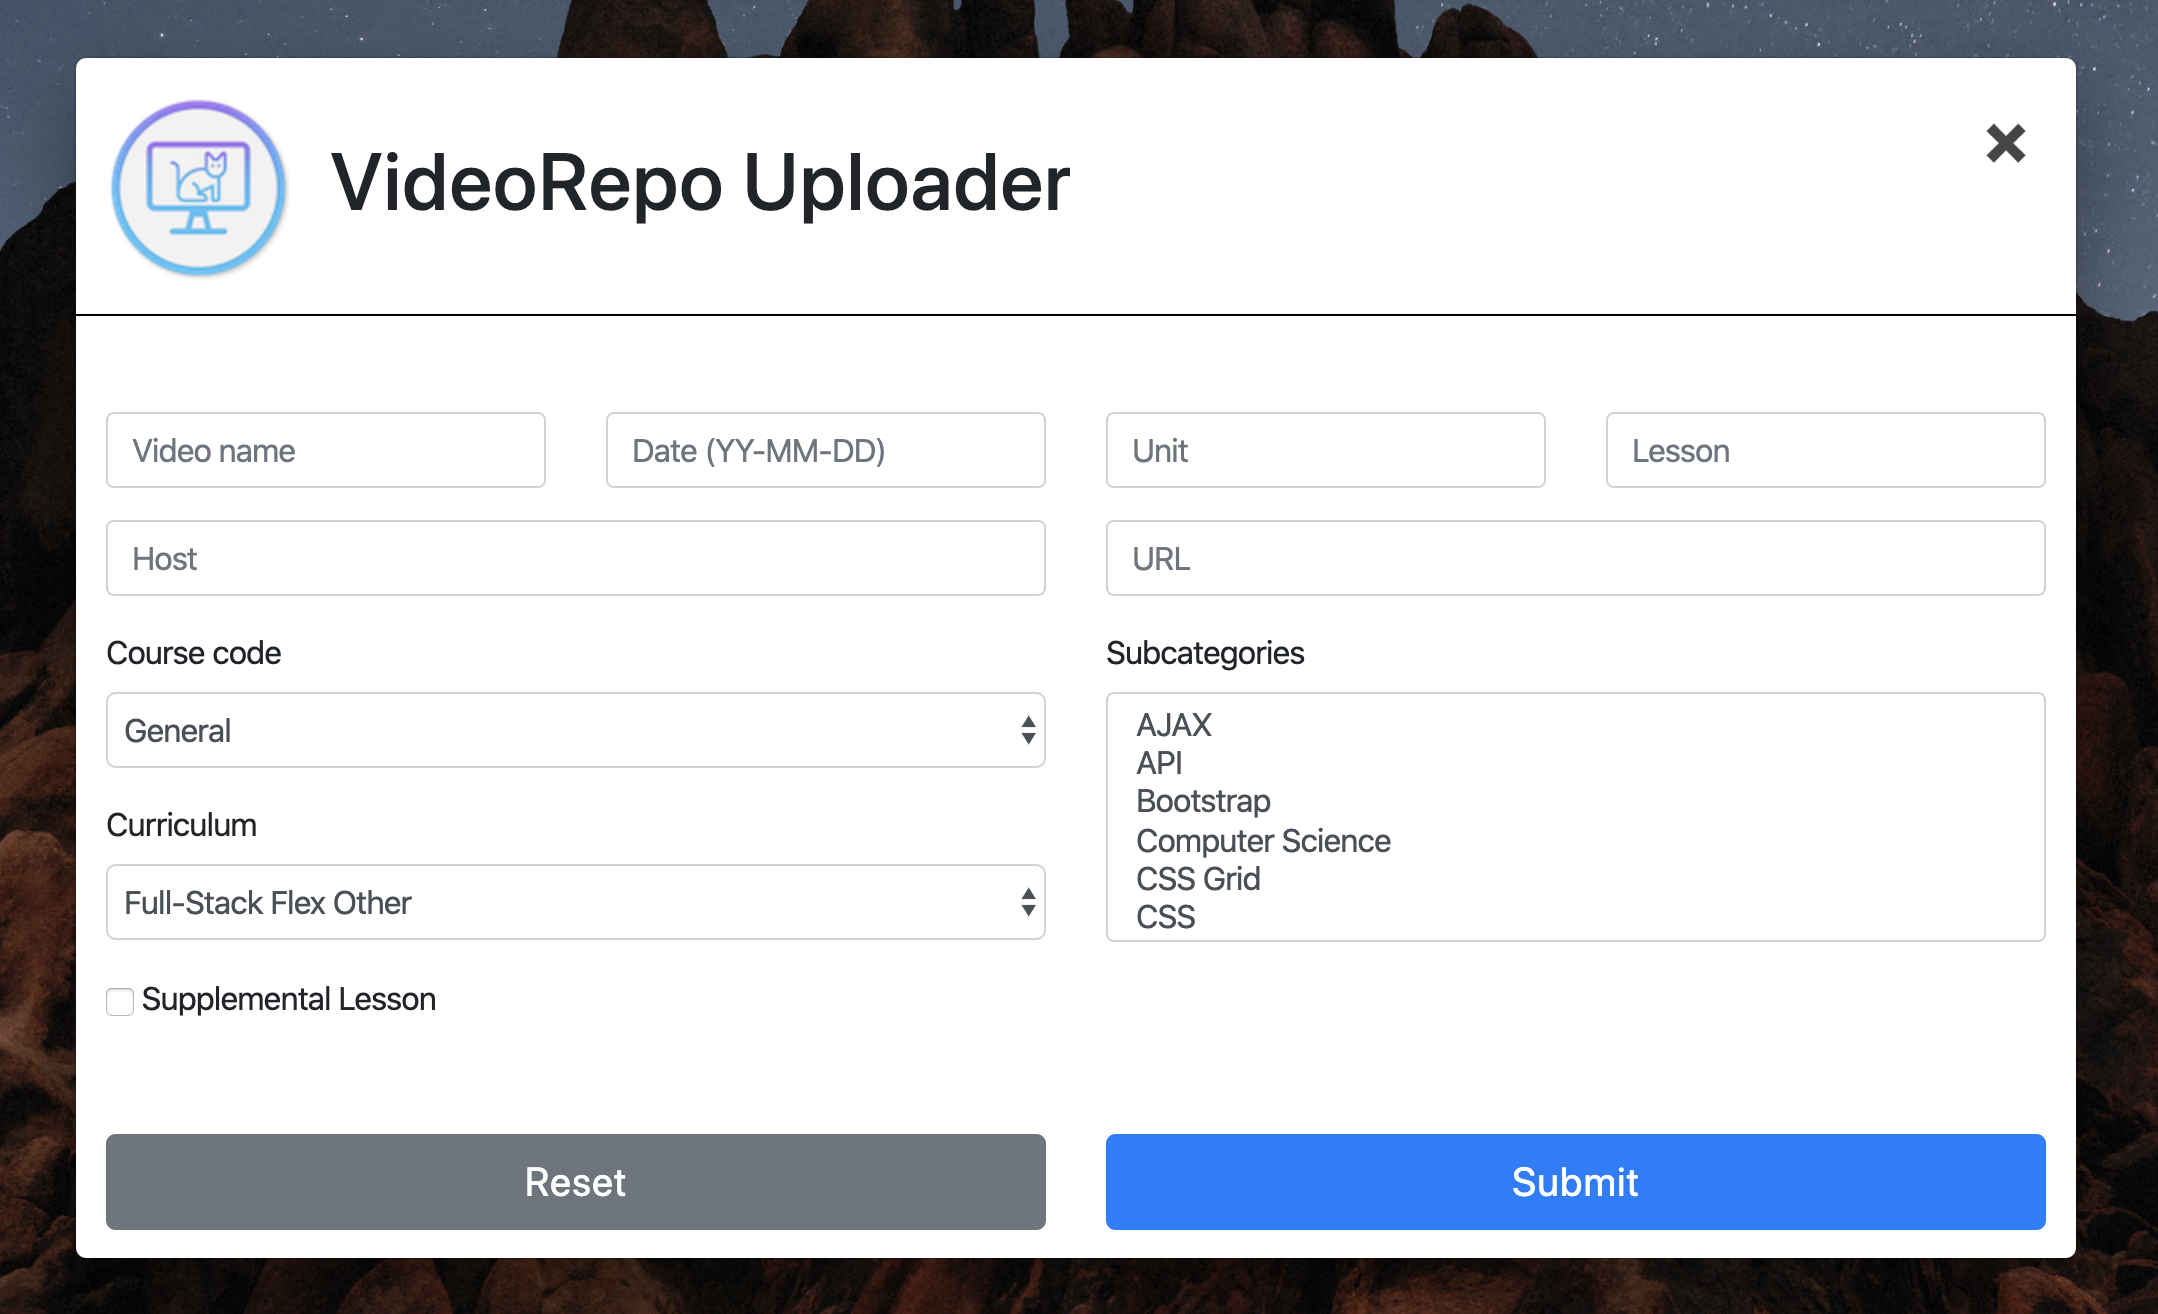 VideoRepo Uploader
Video name
Date (YY-MM-DD)
Unit
Lesson
Host
URL
Course code
General
Curriculum
Full-Stack Flex Other
Supplemental Lesson
Subcategories
AJAX
API
Bootstrap
Computer Science
CSS Grid
CSS
Reset
Submit